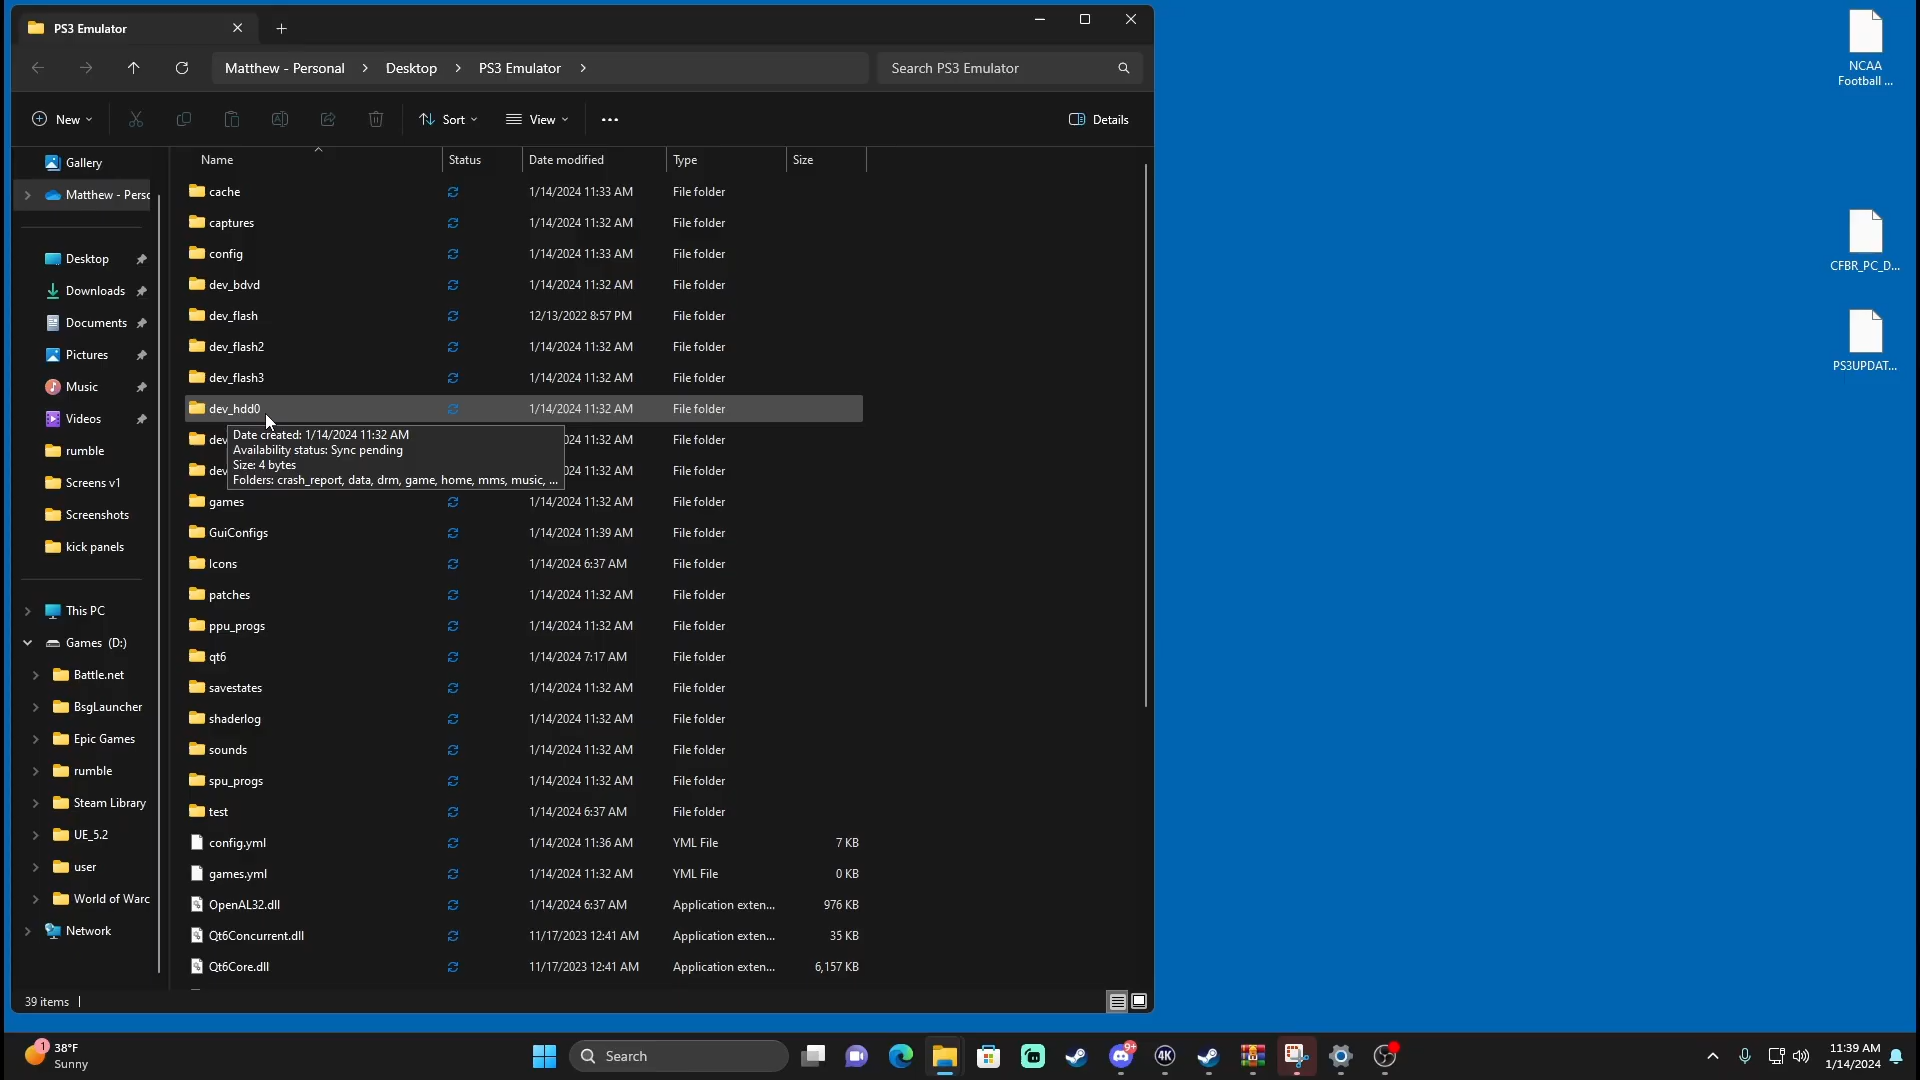 PS3 Emulator
Matthew - Personal > Desktop > PS3 Emulator >
Search PS3 Emulator
New
Sort
View
Details
Gallery
Matthew - Persc
Desktop
Downloads
Documents
Pictures
Music
Videos
rumble
Screens v1
Screenshots
kick panels
This PC
Games (D:)
Battle.net
BsgLauncher
Epic Games
rumble
Steam Library
UE_5.2
user
World of Warc
Network
Name Status Date modified Type Size
cache 1/14/2024 11:33 AM File folder
captures 1/14/2024 11:32 AM File folder
config 1/14/2024 11:33 AM File folder
dev_bdvd 1/14/2024 11:32 AM File folder
dev_flash 12/13/2022 8:57 PM File folder
dev_flash2 1/14/2024 11:32 AM File folder
dev_flash3 1/14/2024 11:32 AM File folder
dev_hdd0 1/14/2024 11:32 AM File folder
dev 024 11:32 AM File folder
dev 024 11:32 AM File folder
Date created: 1/14/2024 11:32 AM
Availability status: Sync pending
Size: 4 bytes
Folders: crash_report, data, drm, game, home, mms, music, ...
games 1/14/2024 11:32 AM File folder
GuiConfigs 1/14/2024 11:39 AM File folder
Icons 1/14/2024 6:37 AM File folder
patches 1/14/2024 11:32 AM File folder
ppu_progs 1/14/2024 11:32 AM File folder
qt6 1/14/2024 7:17 AM File folder
savestates 1/14/2024 11:32 AM File folder
shaderlog 1/14/2024 11:32 AM File folder
sounds 1/14/2024 11:32 AM File folder
spu_progs 1/14/2024 11:32 AM File folder
test 1/14/2024 6:37 AM File folder
config.yml 1/14/2024 11:36 AM YML File 7 KB
games.yml 1/14/2024 11:32 AM YML File 0 KB
OpenAL32.dll 1/14/2024 6:37 AM Application exten... 976 KB
Qt6Concurrent.dll 11/17/2023 12:41 AM Application exten... 35 KB
Qt6Core.dll 11/17/2023 12:41 AM Application exten... 6,157 KB
39 items
NCAA
Football ...
CFBR_PC_D...
PS3UPDAT...
1
38°F
Sunny
Search
9+
4K
11:39 AM
1/14/2024